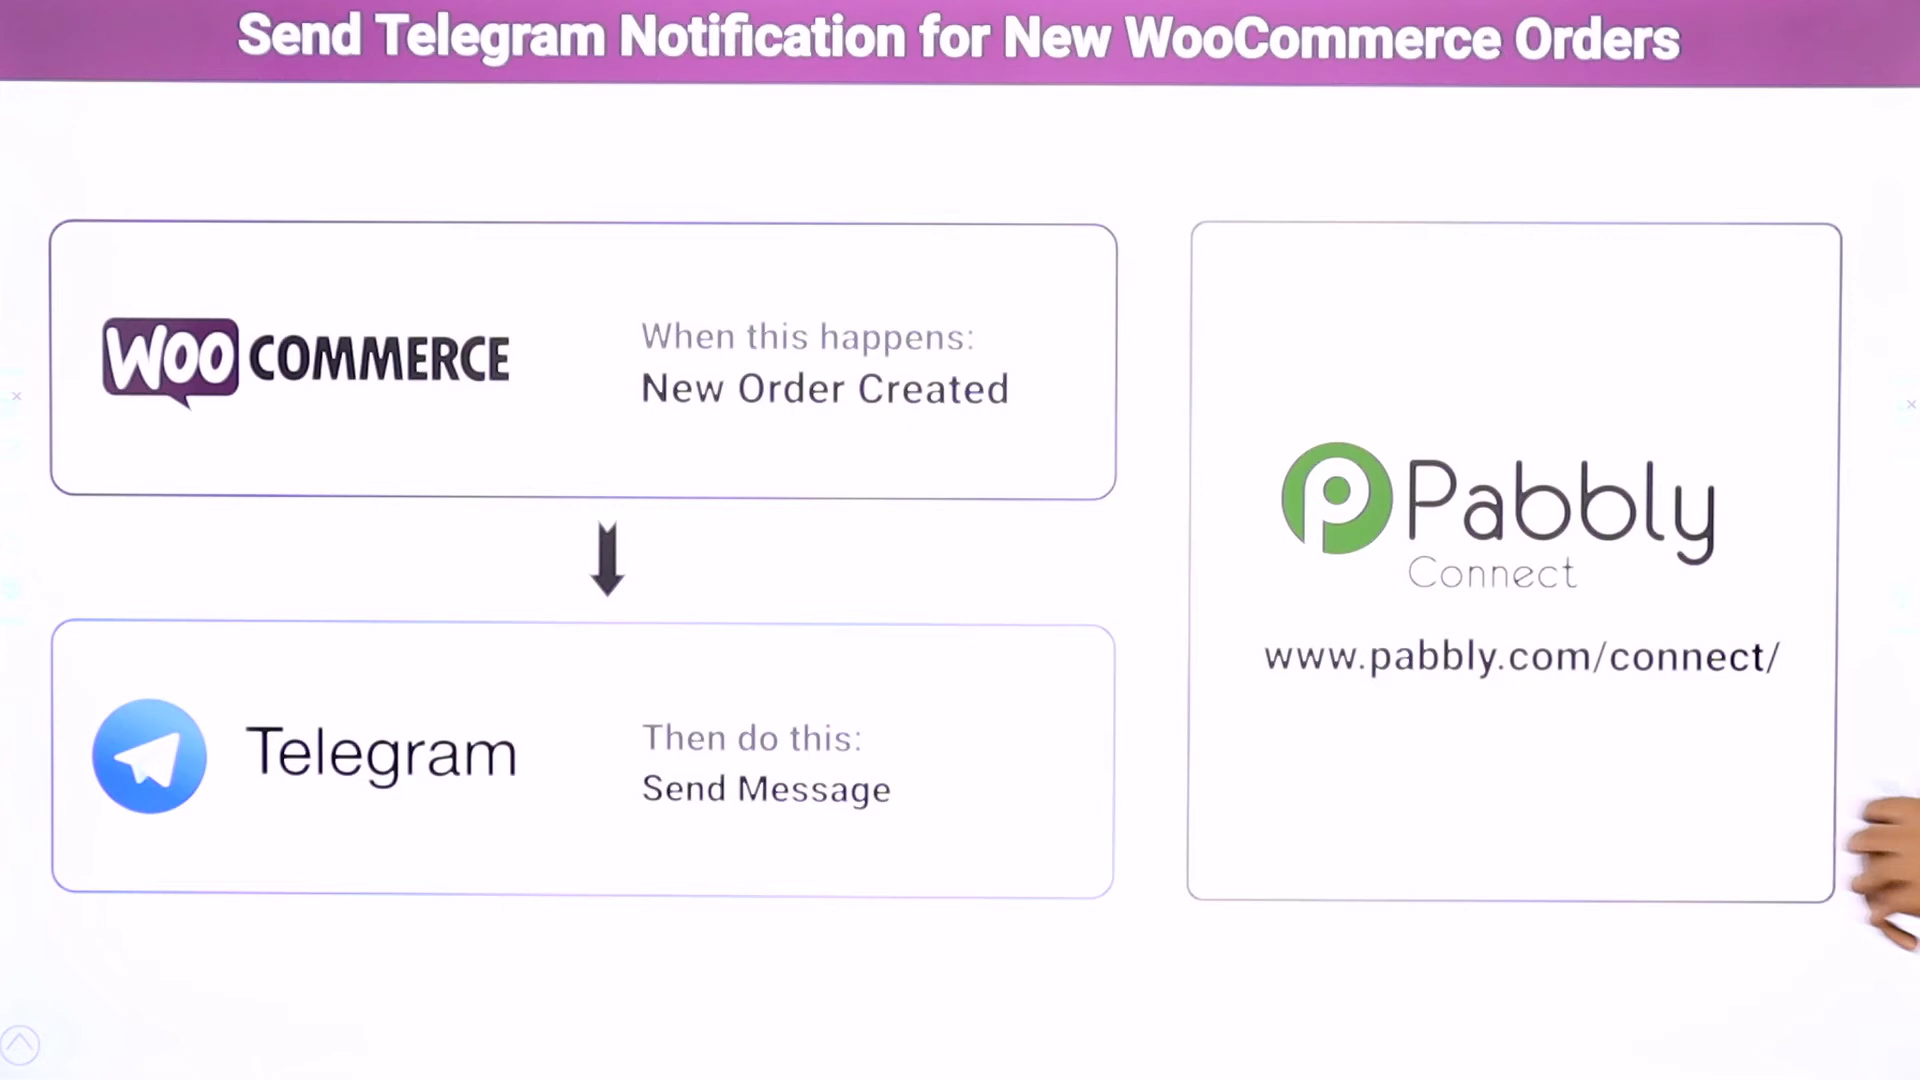 Send Telegram Notification for New WooCommerce Orders
WOO COMMERCE
When this happens:
New Order Created
Telegram
Then do this:
Send Message
Pabbly
Connect
www.pabbly.com/connect/